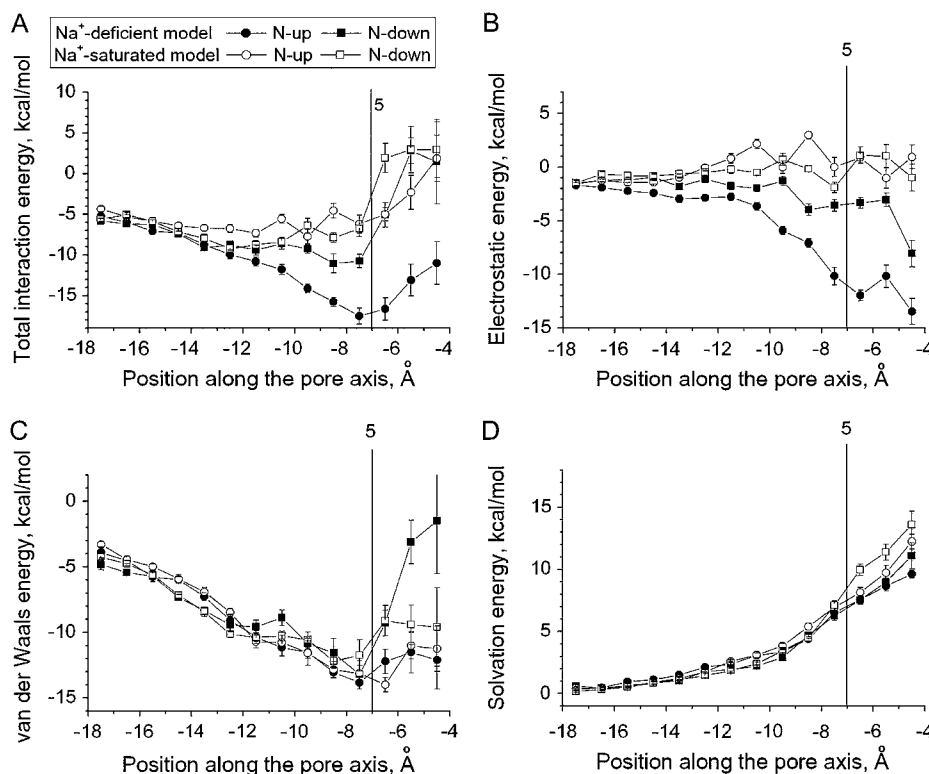 A
Na+-deficient model N-up N-down
Na+-saturated model N-up N-down
Total interaction energy, kcal/mol
10
5
0
-5
-10
-15
5
-18 -16 -14 -12 -10 -8 -6 -4
Position along the pore axis, Å
B
Electrostatic energy, kcal/mol
5
0
-5
-10
-15
5
-18 -16 -14 -12 -10 -8 -6 -4
Position along the pore axis, Å
C
van der Waals energy, kcal/mol
0
-5
-10
-15
5
-18 -16 -14 -12 -10 -8 -6 -4
Position along the pore axis, Å
D
Solvation energy, kcal/mol
15
10
5
0
5
-18 -16 -14 -12 -10 -8 -6 -4
Position along the pore axis, Å